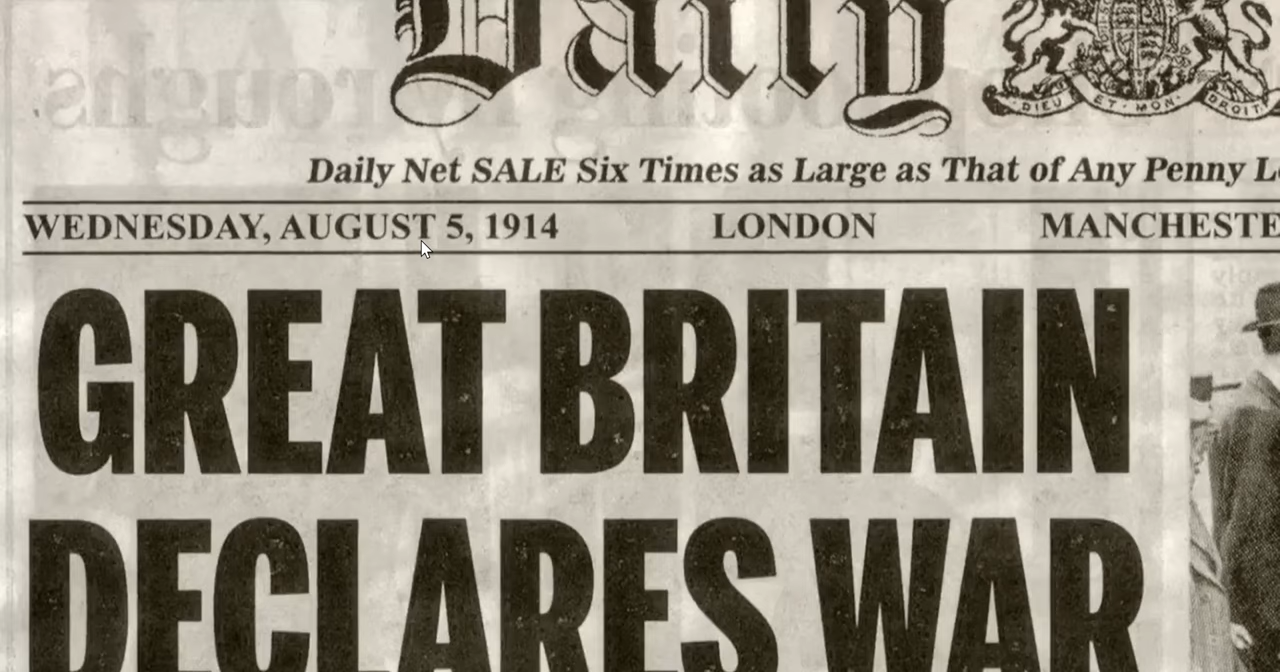 Daily
DIEU ET · MON · DROIT
Daily Net SALE Six Times as Large as That of Any Penny
WEDNESDAY, AUGUST 5, 1914 LONDON MANCHESTE
GREAT BRITAIN
DECLARES WAR